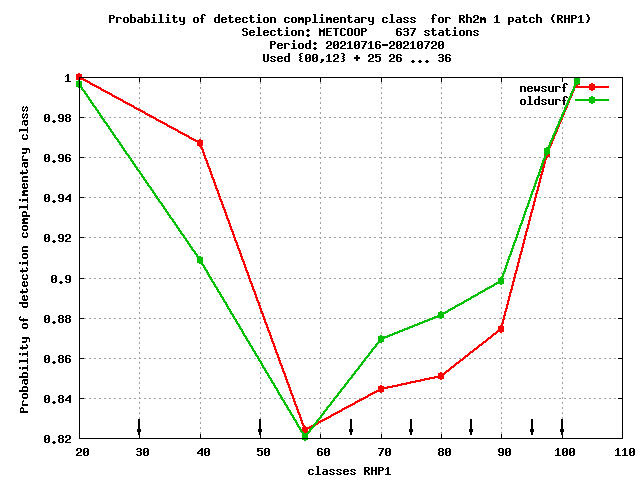 Probability of detection complimentary class  for Rh2m 1 patch (RHP1)
Selection: METCOOP    637 stations
Period: 20210716-20210720
Used {00,12} + 25 26 ... 36
newsurf
oldsurf
1
0.98
0.96
0.94
0.92
0.9
0.88
0.86
0.84
0.82
Probability of detection complimentary class
20 30 40 50 60 70 80 90 100 110
classes RHP1